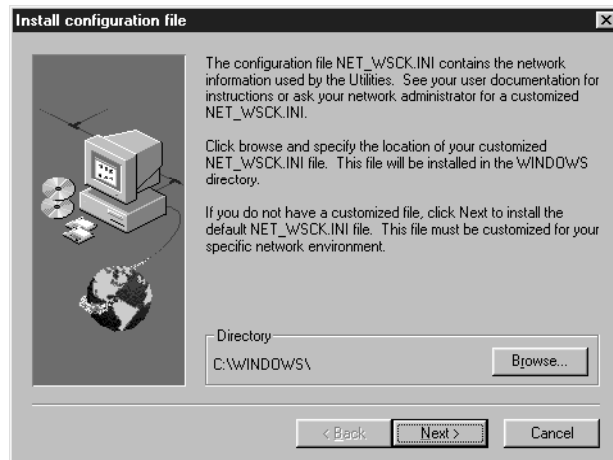 Install configuration file
The configuration file NET_WSCK.INI contains the network
information used by the Utilities. See your user documentation for
instructions or ask your network administrator for a customized
NET_WSCK.INI.
Click browse and specify the location of your customized
NET_WSCK.INI file. This file will be installed in the WINDOWS
directory.
If you do not have a customized file, click Next to install the
default NET_WSCK.INI file. This file must be customized for your
specific network environment.
Directory
C:\WINDOWS\
Browse...
< Back
Next >
Cancel